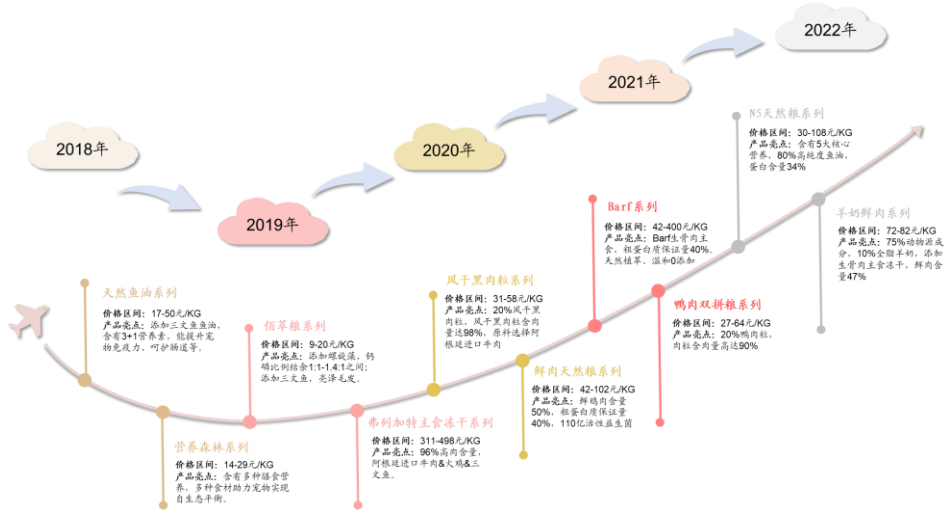 2018年
2019年
2020年
2021年
2022年
天然鱼油系列
价格区间：17-50元/KG
产品亮点：添加三文鱼鱼油，
含有3+1营养素，能提升宠
物免疫力，呵护肠道等。
营养森林系列
价格区间：14-29元/KG
产品亮点：含有多种膳食营
养，多种食材助力宠物实现
自生态平衡。
佰萃粮系列
价格区间：9-20元/KG
产品亮点：添加螺旋藻，钙
磷比例结余1:1-1.4:1之间；
添加三文鱼，亮泽毛发。
弗列加特主食冻干系列
价格区间：311-498元/KG
产品亮点：96%高肉含量，
阿根廷进口牛肉&火鸡&三
文鱼。
风干黑肉粒系列
价格区间：31-58元/KG
产品亮点：20%风干黑
肉粒，风干黑肉粒含肉
量达98%，原料选择阿
根廷进口牛肉
鲜肉天然粮系列
价格区间：42-102元/KG
产品亮点：鲜鸡肉含量
50%，粗蛋白质保证量
40%，110亿活性益生菌
Barf系列
价格区间：42-400元/KG
产品亮点：Barf生骨肉主
食，粗蛋白质保证量40%，
天然植萃，温和0添加
鸭肉双拼粮系列
价格区间：27-64元/KG
产品亮点：20%鸭肉粒，
肉粒含肉量高达90%
N5天然粮系列
价格区间：30-108元/KG
产品亮点：含有5大核心
营养，80%高纯度鱼油，
蛋白含量34%
羊奶鲜肉系列
价格区间：72-82元/KG
产品亮点：75%动物源成
分，10%全脂羊奶，添加
生骨肉主食冻干，鲜肉含
量47%